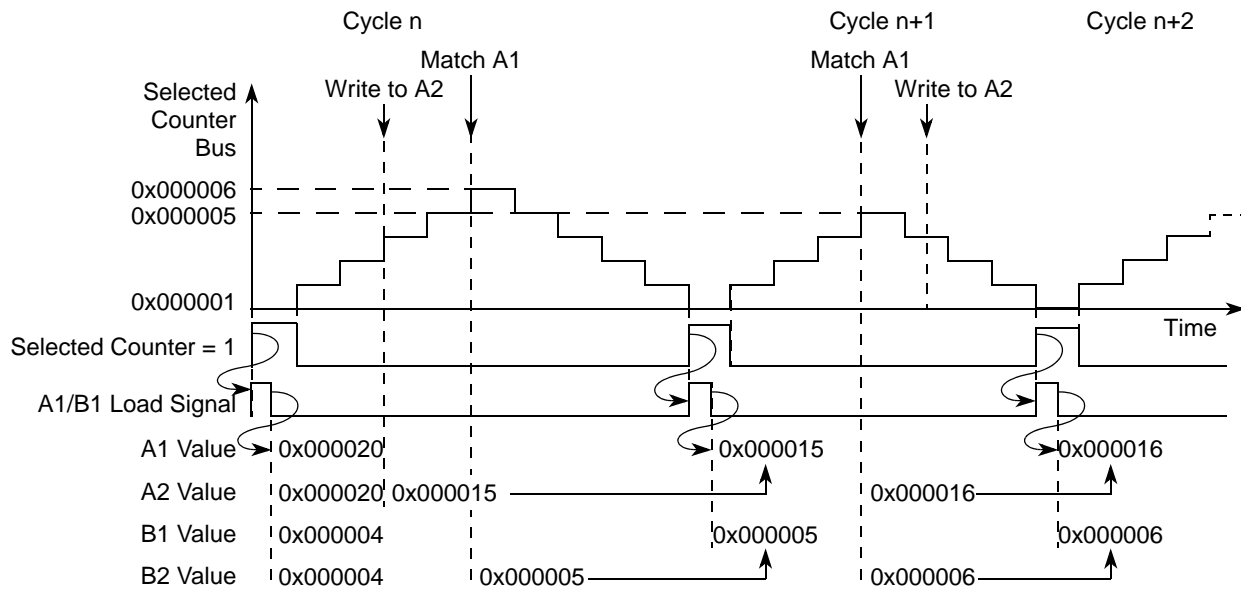 Cycle n Cycle n+1 Cycle n+2
Match A1 Match A1
Write to A2 Write to A2
Selected
Counter
Bus
0x000006
0x000005
0x000001
Time
Selected Counter = 1
A1/B1 Load Signal
A1 Value 0x000020 0x000015 0x000016
A2 Value 0x000020 0x000015 0x000016
B1 Value 0x000004 0x000005 0x000006
B2 Value 0x000004 0x000005 0x000006